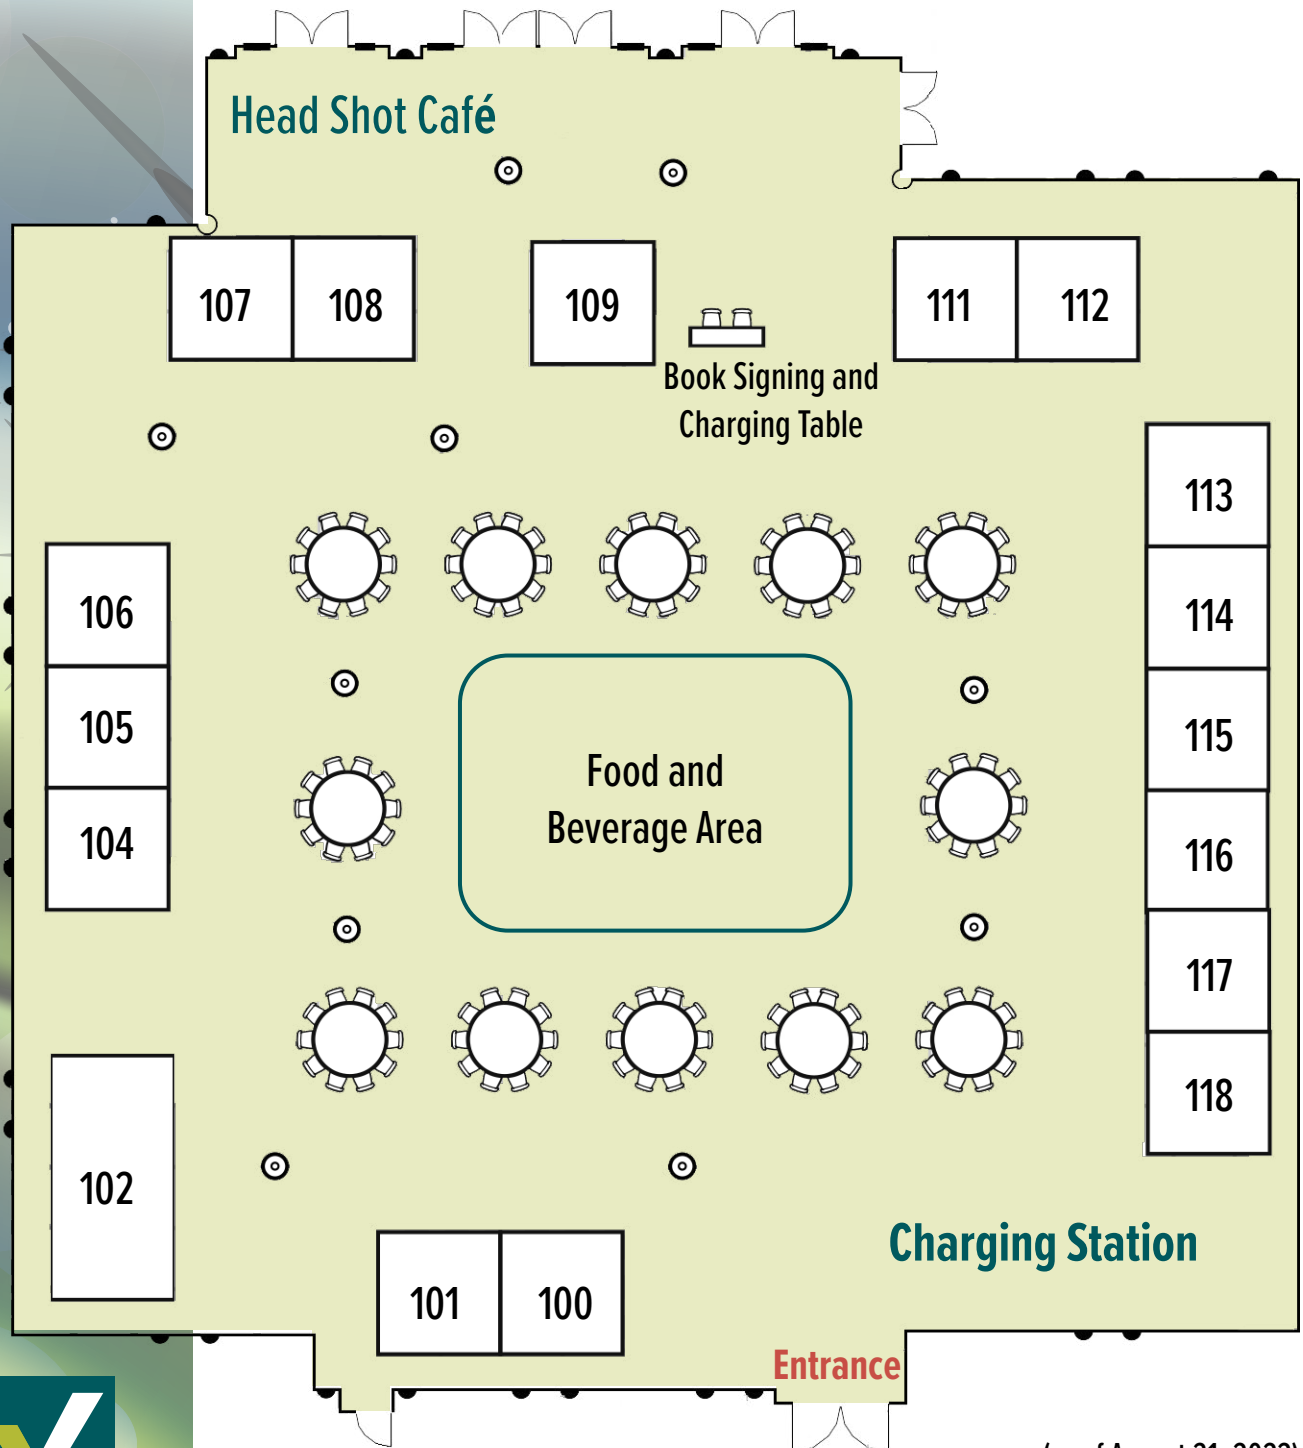 Head Shot Café
107
108
109
111
112
Book Signing and
Charging Table
113
106
114
105
115
Food and
Beverage Area
104
116
117
118
102
Charging Station
101
100
Entrance